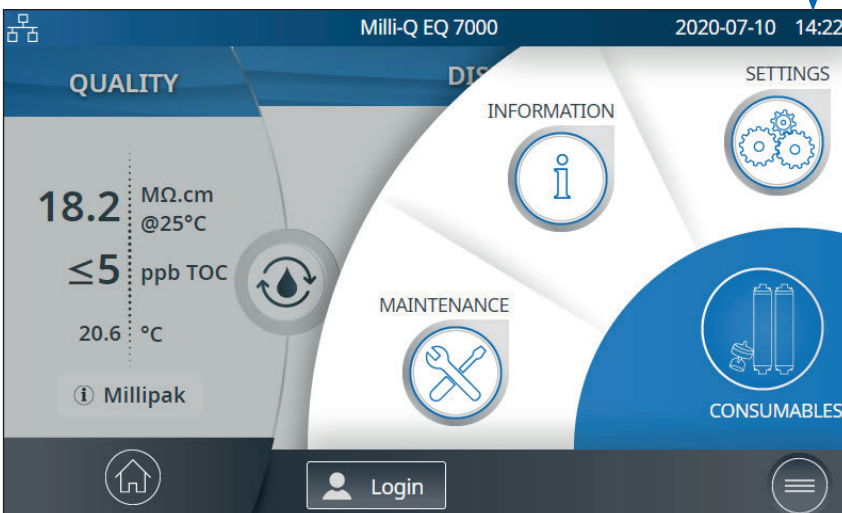 Milli-Q EQ 7000
2020-07-10 14:22
QUALITY
DIS
INFORMATION
SETTINGS
18.2 MΩ.cm
@25°C
≤5 ppb TOC
20.6 °C
MAINTENANCE
i Millipak
CONSUMABLES
Login